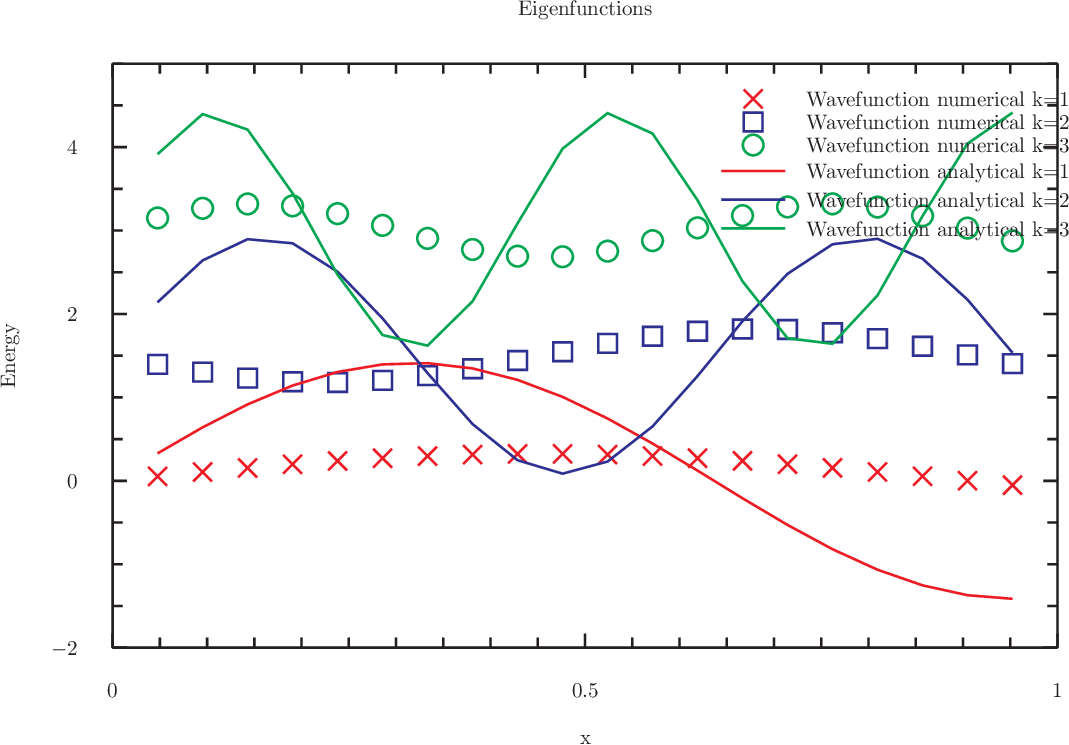 Eigenfunctions
Wavefunction numerical k=1
Wavefunction numerical k=2
Wavefunction numerical k=3
Wavefunction analytical k=1
Wavefunction analytical k=2
Wavefunction analytical k=3
4
2
0
−2
Energy
0 0.5 1
x